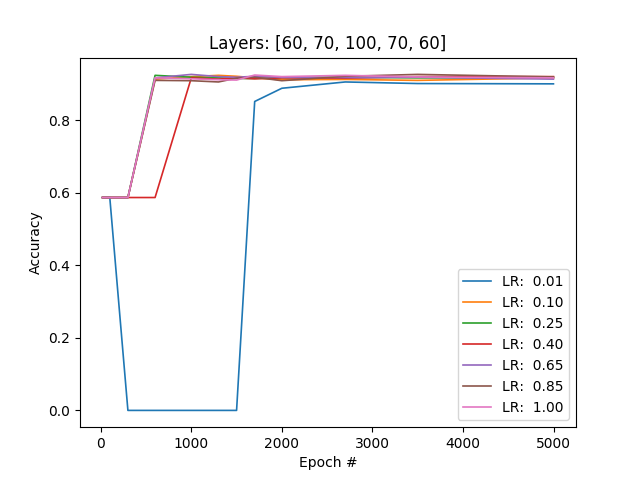 Layers: [60, 70, 100, 70, 60]
Accuracy
0.8
0.6
0.4
0.2
0.0
LR: 0.01
LR: 0.10
LR: 0.25
LR: 0.40
LR: 0.65
LR: 0.85
LR: 1.00
0 1000 2000 3000 4000 5000
Epoch #